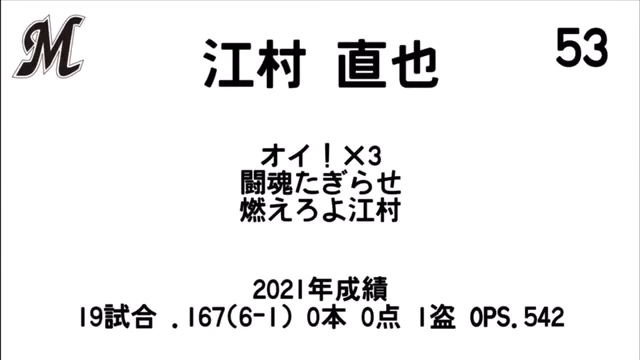 M
江村 直也 53
オイ！×3
闘魂たぎらせ
燃えろよ江村
2021年成績
19試合 .167(6-1) 0本 0点 1盗 OPS.542